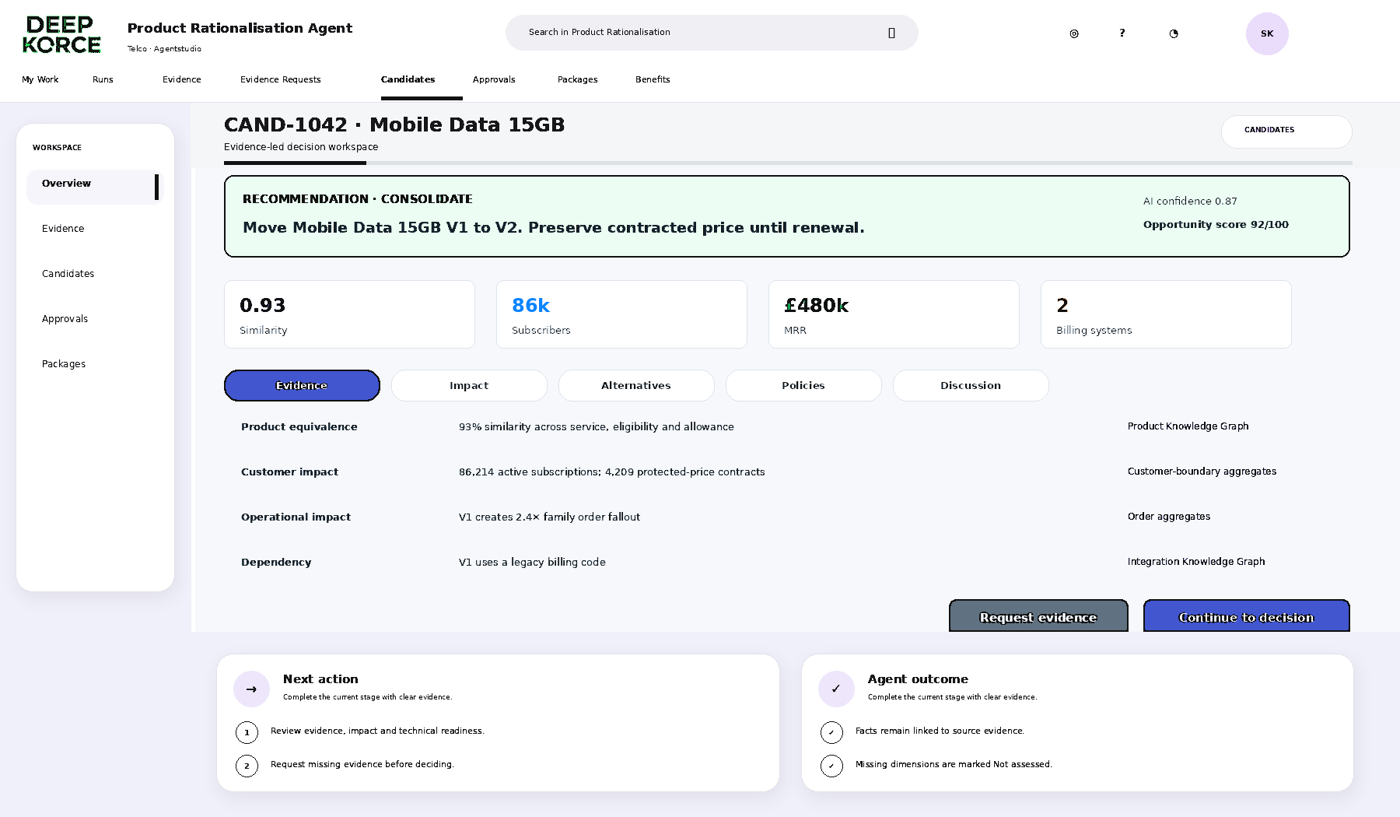 DEEP
KORCE
Product Rationalisation Agent
Telco · Agentstudio
Search in Product Rationalisation
?
SK
My Work
Runs
Evidence
Evidence Requests
Candidates
Approvals
Packages
Benefits
WORKSPACE
Overview
Evidence
Candidates
Approvals
Packages
CAND-1042 · Mobile Data 15GB
Evidence-led decision workspace
CANDIDATES
RECOMMENDATION · CONSOLIDATE
Move Mobile Data 15GB V1 to V2. Preserve contracted price until renewal.
AI confidence 0.87
Opportunity score 92/100
0.93
Similarity
86k
Subscribers
£480k
MRR
2
Billing systems
Evidence
Impact
Alternatives
Policies
Discussion
Product equivalence
93% similarity across service, eligibility and allowance
Product Knowledge Graph
Customer impact
86,214 active subscriptions; 4,209 protected-price contracts
Customer-boundary aggregates
Operational impact
V1 creates 2.4× family order fallout
Order aggregates
Dependency
V1 uses a legacy billing code
Integration Knowledge Graph
Request evidence
Continue to decision
→
Next action
Complete the current stage with clear evidence.
1
Review evidence, impact and technical readiness.
2
Request missing evidence before deciding.
✓
Agent outcome
Complete the current stage with clear evidence.
✓
Facts remain linked to source evidence.
✓
Missing dimensions are marked Not assessed.